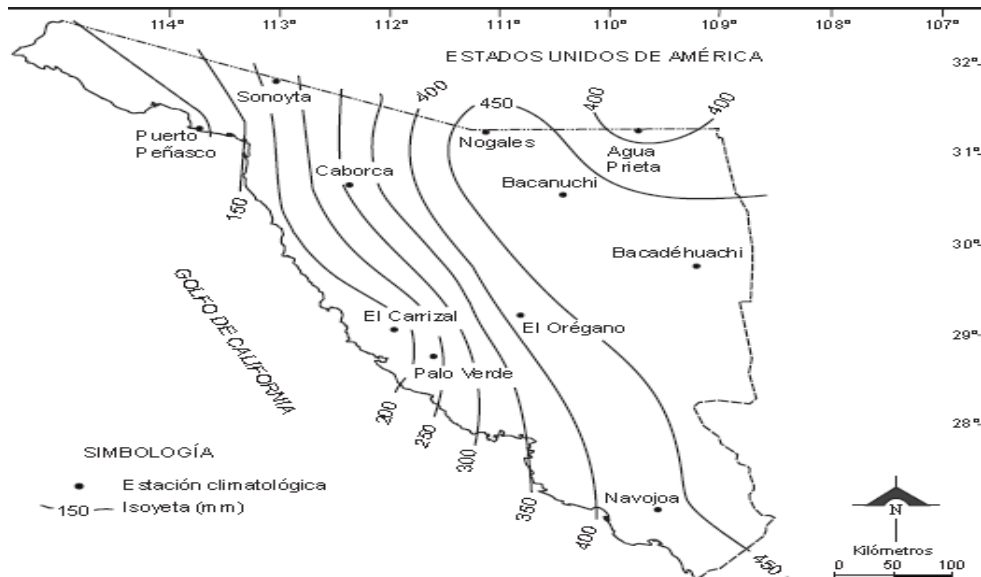 114° 113° 112° 111° 110° 109° 108° 107°
ESTADOS UNIDOS DE AMÉRICA
32°
Sonoyta
400
450
400
400
Puerto
Peñasco
Nogales
Agua
Prieta
31°
Caborca
Bacanuchi
150
30°
Bacadéhuachi
GOLFO DE CALIFORNIA
El Carrizal
El Orégano
29°
Palo Verde
200
250
28°
300
SIMBOLOGÍA
Estación climatológica
150 Isoyeta (mm)
350
Navojoa
400
N
450
Kilómetros
0 50 100